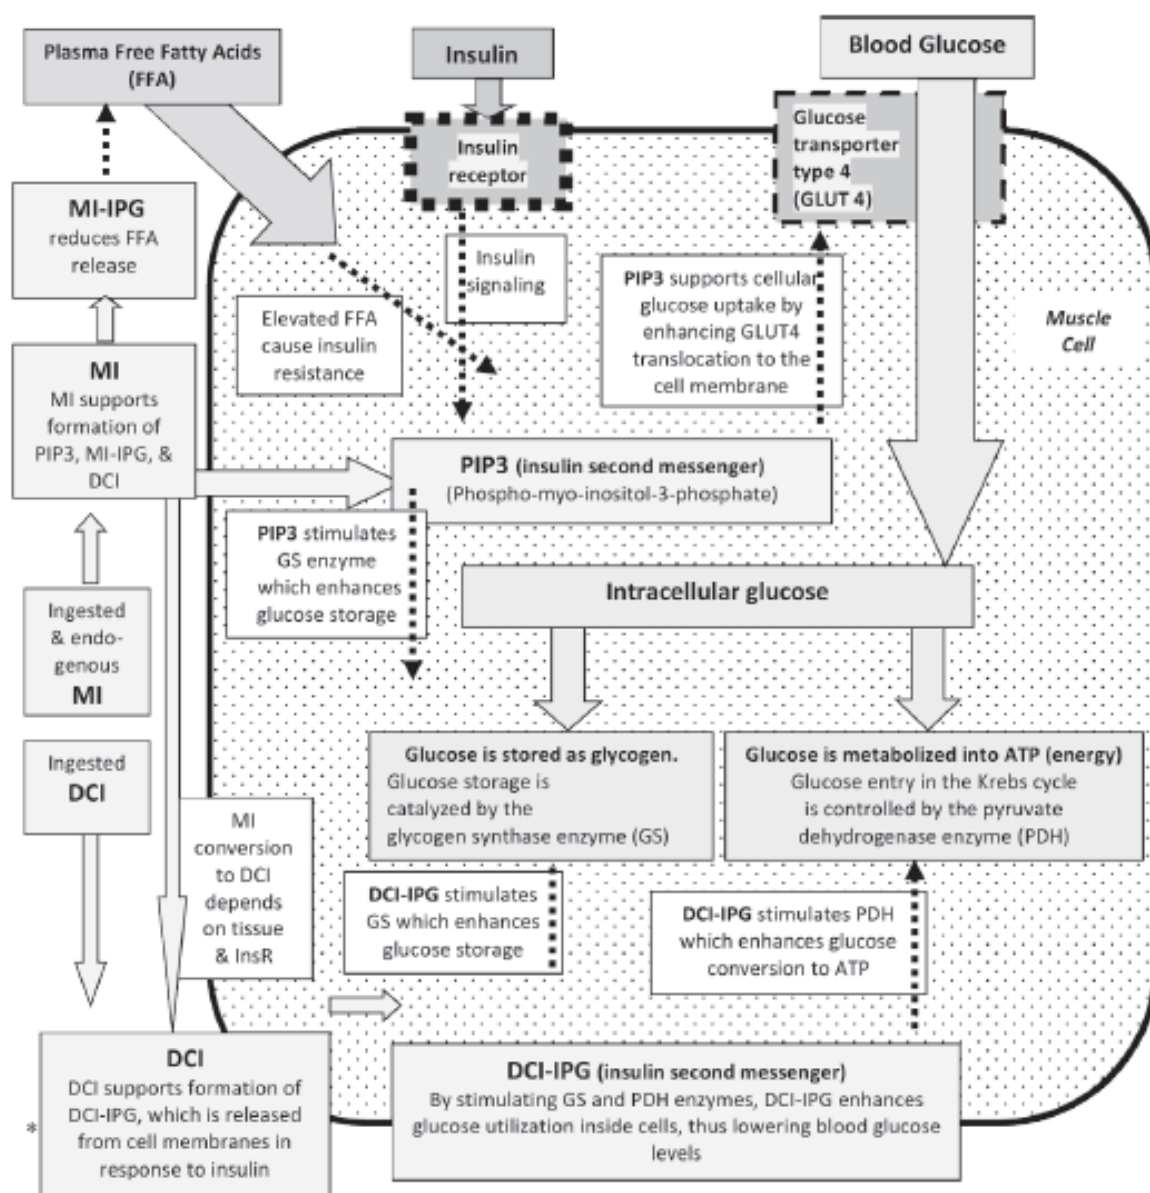 Plasma Free Fatty Acids
(FFA)
Insulin
Blood Glucose
Insulin
receptor
Glucose
transporter
type 4
(GLUT 4)
MI-IPG
reduces FFA
release
Insulin
signaling
PIP3 supports cellular
glucose uptake by
enhancing GLUT4
translocation to the
cell membrane
Muscle
Cell
Elevated FFA
cause insulin
resistance
MI
MI supports
formation of
PIP3, MI-IPG, &
DCI
PIP3 (insulin second messenger)
(Phospho-myo-inositol-3-phosphate)
PIP3 stimulates
GS enzyme
which enhances
glucose storage
Intracellular glucose
Ingested
& endo-
genous
MI
Ingested
DCI
Glucose is stored as glycogen.
Glucose storage is
catalyzed by the
glycogen synthase enzyme (GS)
Glucose is metabolized into ATP (energy)
Glucose entry in the Krebs cycle
is controlled by the pyruvate
dehydrogenase enzyme (PDH)
MI
conversion
to DCI
depends
on tissue
& InsR
DCI-IPG stimulates
GS which enhances
glucose storage
DCI-IPG stimulates PDH
which enhances glucose
conversion to ATP
DCI
DCI supports formation of
DCI-IPG, which is released
from cell membranes in
response to insulin
*
DCI-IPG (insulin second messenger)
By stimulating GS and PDH enzymes, DCI-IPG enhances
glucose utilization inside cells, thus lowering blood glucose
levels